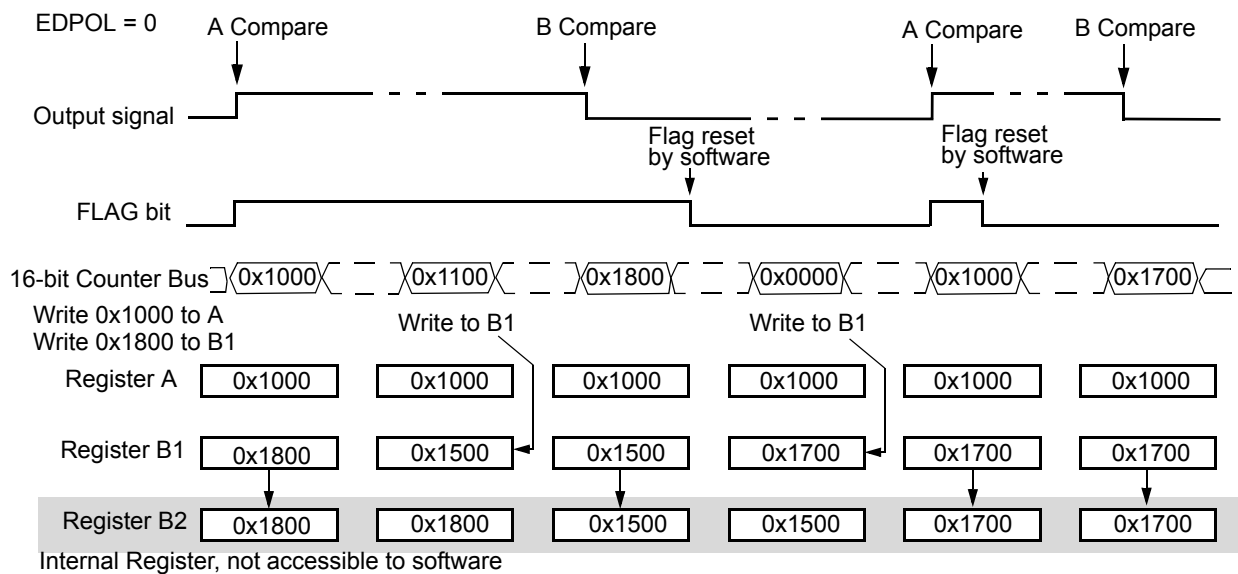 EDPOL = 0
A Compare B Compare A Compare B Compare
Output signal
Flag reset by software
Flag reset by software
FLAG bit
16-bit Counter Bus 0x1000 0x1100 0x1800 0x0000 0x1000 0x1700
Write 0x1000 to A
Write 0x1800 to B1
Write to B1 Write to B1
Register A 0x1000 0x1000 0x1000 0x1000 0x1000 0x1000
Register B1 0x1800 0x1500 0x1500 0x1700 0x1700 0x1700
Register B2 0x1800 0x1800 0x1500 0x1500 0x1700 0x1700
Internal Register, not accessible to software